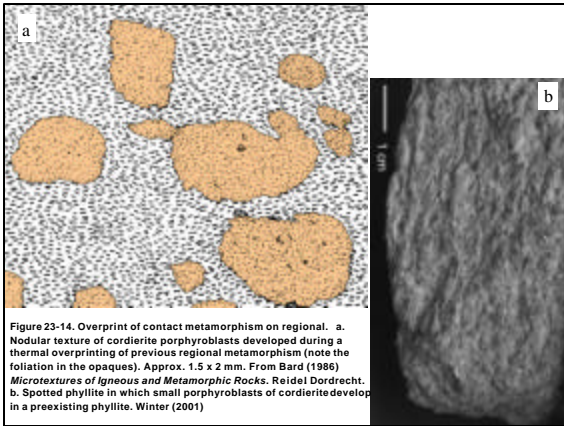 a
b
1 cm
Figure 23-14. Overprint of contact metamorphism on regional. a.
Nodular texture of cordierite porphyroblasts developed during a
thermal overprinting of previous regional metamorphism (note the
foliation in the opaques). Approx. 1.5 x 2 mm. From Bard (1986)
Microtextures of Igneous and Metamorphic Rocks. Reidel. Dordrecht.
b. Spotted phyllite in which small porphyroblasts of cordierite develop
in a preexisting phyllite. Winter (2001)